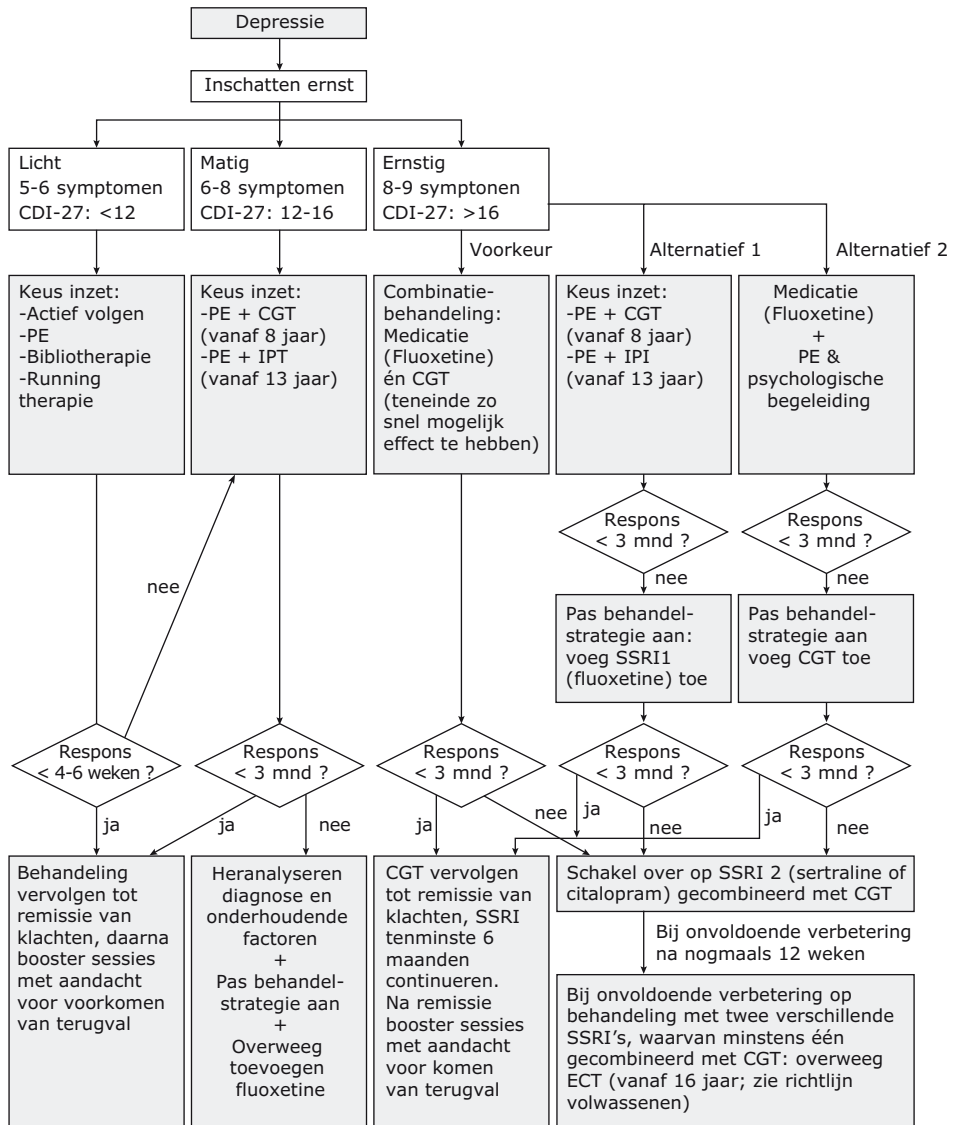 Depressie
Inschatten ernst
Licht
5-6 symptomen
CDI-27: <12
Matig
6-8 symptomen
CDI-27: 12-16
Ernstig
8-9 symptonen
CDI-27: >16
Voorkeur
Alternatief 1
Alternatief 2
Keus inzet:
-Actief volgen
-PE
-Bibliotherapie
-Running
therapie
Keus inzet:
-PE + CGT
(vanaf 8 jaar)
-PE + IPT
(vanaf 13 jaar)
Combinatie-
behandeling:
Medicatie
(Fluoxetine)
én CGT
(teneinde zo
snel mogelijk
effect te hebben)
Keus inzet:
-PE + CGT
(vanaf 8 jaar)
-PE + IPI
(vanaf 13 jaar)
Medicatie
(Fluoxetine)
+
PE &
psychologische
begeleiding
Respons
< 3 mnd ?
Respons
< 3 mnd ?
nee
nee
nee
Pas behandel-
strategie aan:
voeg SSRI1
(fluoxetine) toe
Pas behandel-
strategie aan
voeg CGT toe
Respons
< 4-6 weken ?
Respons
< 3 mnd ?
Respons
< 3 mnd ?
Respons
< 3 mnd ?
Respons
< 3 mnd ?
ja
ja
nee
ja
nee
ja
nee
ja
nee
Behandeling
vervolgen tot
remissie van
klachten, daarna
booster sessies
met aandacht
voor voorkomen
van terugval
Heranalyseren
diagnose en
onderhoudende
factoren
+
Pas behandel-
strategie aan
+
Overweeg
toevoegen
fluoxetine
CGT vervolgen
tot remissie van
klachten, SSRI
tenminste 6
maanden
continueren.
Na remissie
booster sessies
met aandacht
voor komen
van terugval
Schakel over op SSRI 2 (sertraline of
citalopram) gecombineerd met CGT
Bij onvoldoende verbetering
na nogmaals 12 weken
Bij onvoldoende verbetering op
behandeling met twee verschillende
SSRI's, waarvan minstens één
gecombineerd met CGT: overweeg
ECT (vanaf 16 jaar; zie richtlijn
volwassenen)